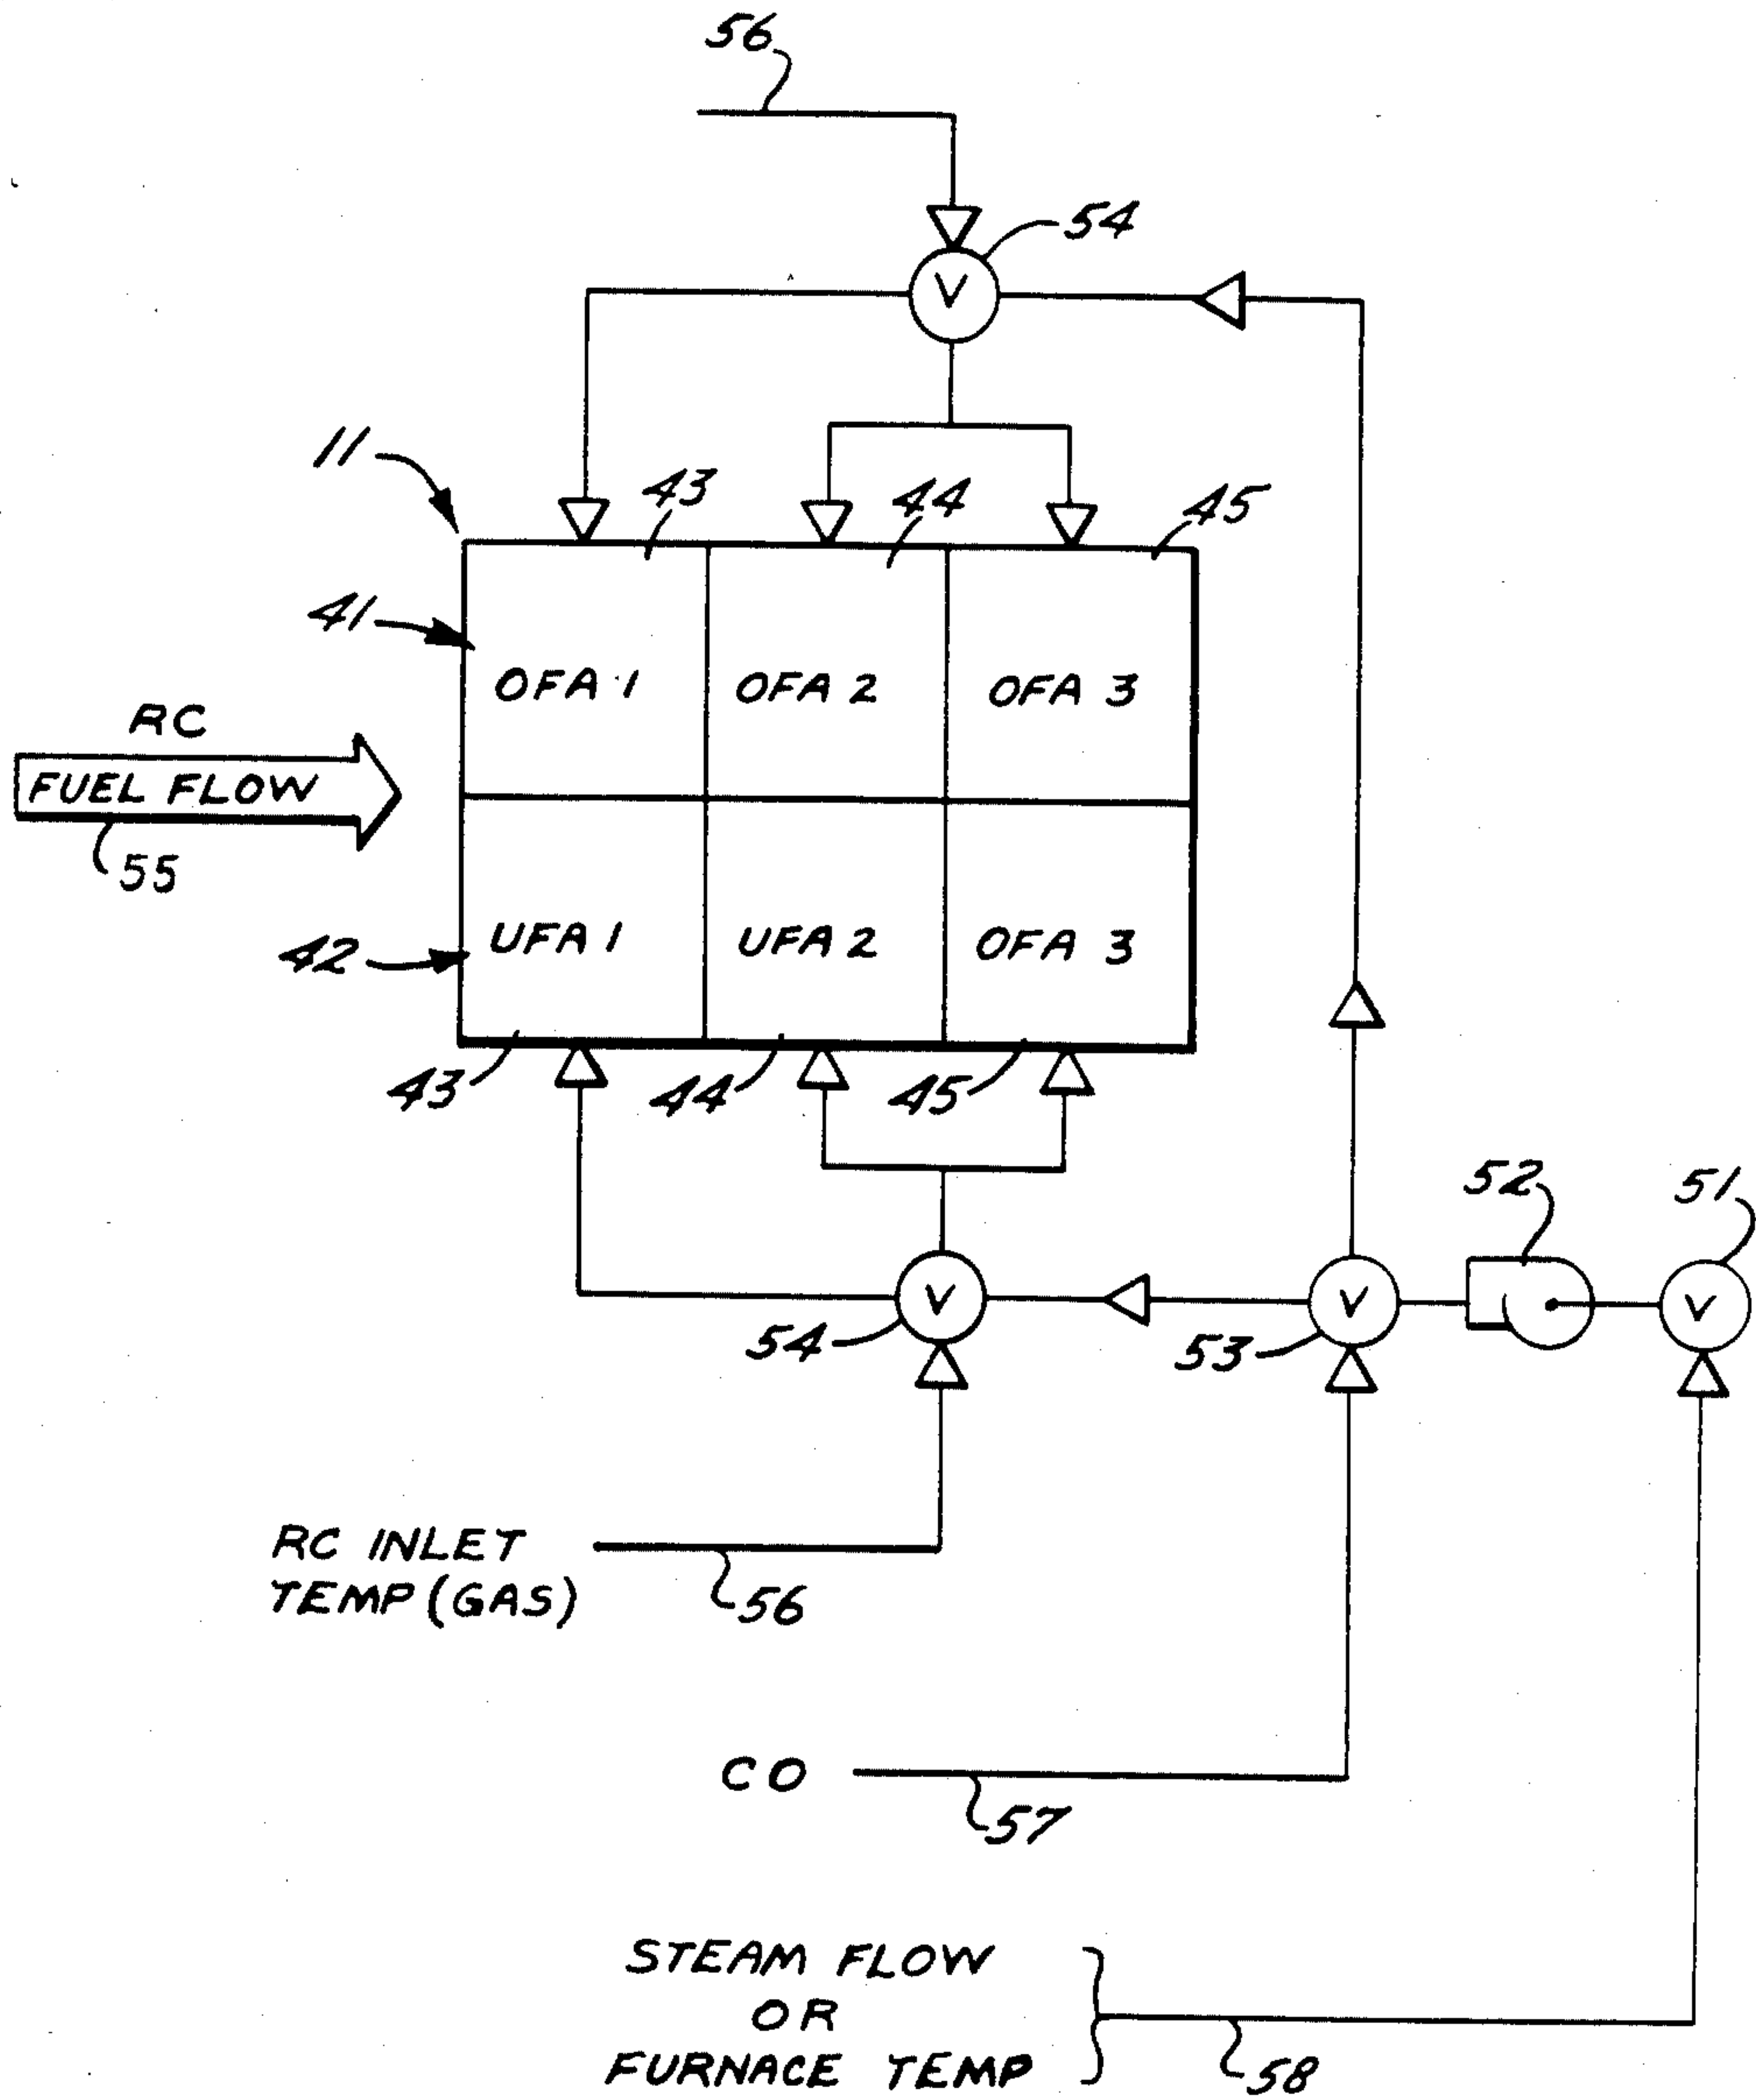 56
54
V
11
43
44
45
41
OFA 1
OFA 2
OFA 3
RC
FUEL FLOW
55
42
UFA 1
UFA 2
OFA 3
43
44
45
52
51
V
V
V
54
53
RC INLET
TEMP (GAS)
56
CO
57
STEAM FLOW
OR
FURNACE TEMP
58